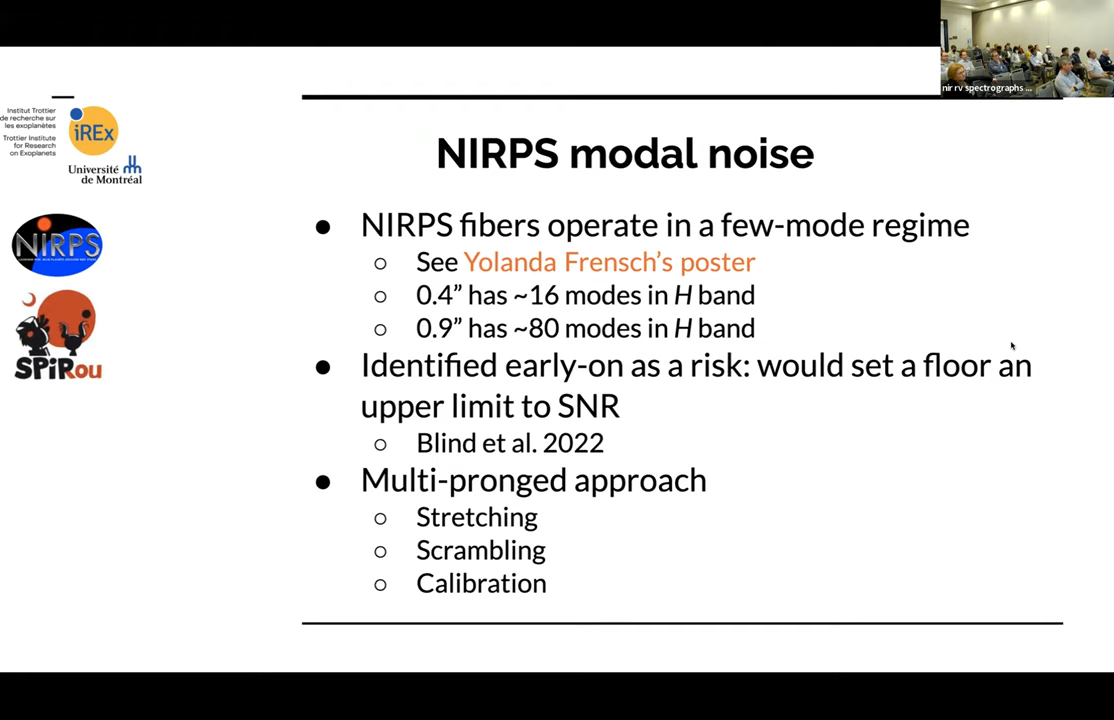 nir rv spectrographs ...
Institut Trottier
de recherche sur
les exoplanètes
Trottier Institute
for Research
on Exoplanets
iREx
Université
de Montréal
NIRPS
SPiRou
NIRPS modal noise
● NIRPS fibers operate in a few-mode regime
○ See Yolanda Frensch’s poster
○ 0.4” has ~16 modes in H band
○ 0.9” has ~80 modes in H band
● Identified early-on as a risk: would set a floor an
upper limit to SNR
○ Blind et al. 2022
● Multi-pronged approach
○ Stretching
○ Scrambling
○ Calibration